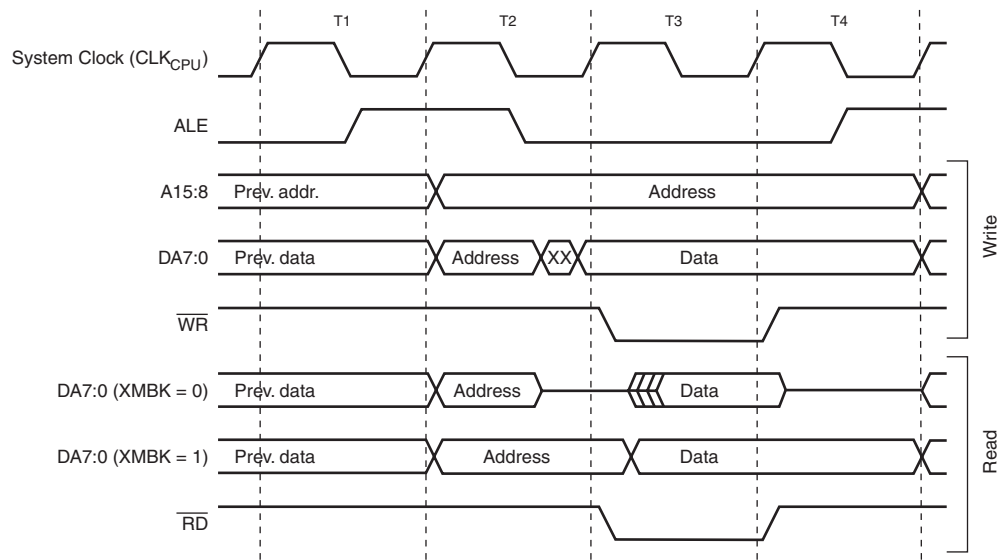 T1 T2 T3 T4
System Clock (CLKCPU)
ALE
A15:8 Prev. addr. Address
DA7:0 Prev. data Address XX Data
WR
Write
DA7:0 (XMBK = 0) Prev. data Address Data
DA7:0 (XMBK = 1) Prev. data Address Data
RD
Read